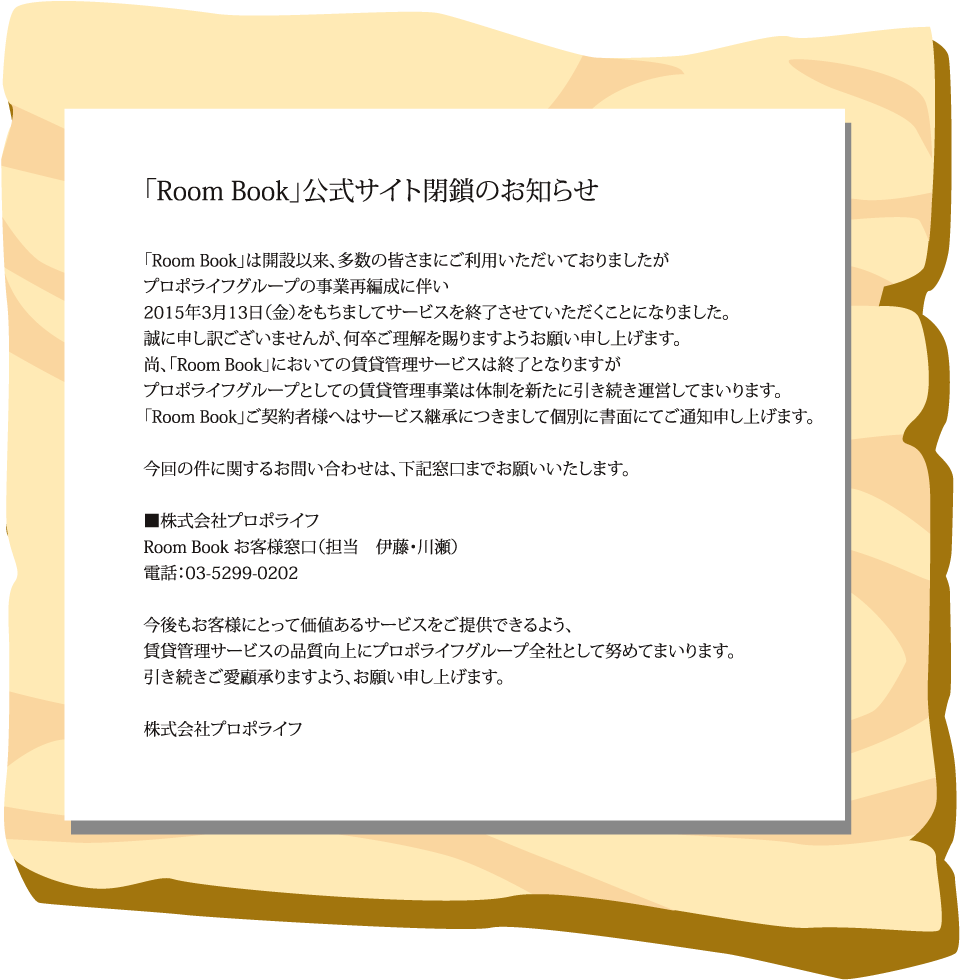 「Room Book」公式サイト閉鎖のお知らせ
「Room Book」は開設以来、多数の皆さまにご利用いただいておりましたが
プロポライフグループの事業再編成に伴い
2015年3月13日（金）をもちましてサービスを終了させていただくことになりました。
誠に申し訳ございませんが、何卒ご理解を賜りますようお願い申し上げます。
尚、「Room Book」においての賃貸管理サービスは終了となりますが
プロポライフグループとしての賃貸管理事業は体制を新たに引き続き運営してまいります。
「Room Book」ご契約者様へはサービス継承につきまして個別に書面にてご通知申し上げます。
今回の件に関するお問い合わせは、下記窓口までお願いいたします。
■株式会社プロポライフ
Room Book お客様窓口（担当　伊藤・川瀬）
電話：03-5299-0202
今後もお客様にとって価値あるサービスをご提供できるよう、
賃貸管理サービスの品質向上にプロポライフグループ全社として努めてまいります。
引き続きご愛顧承りますよう、お願い申し上げます。
株式会社プロポライフ